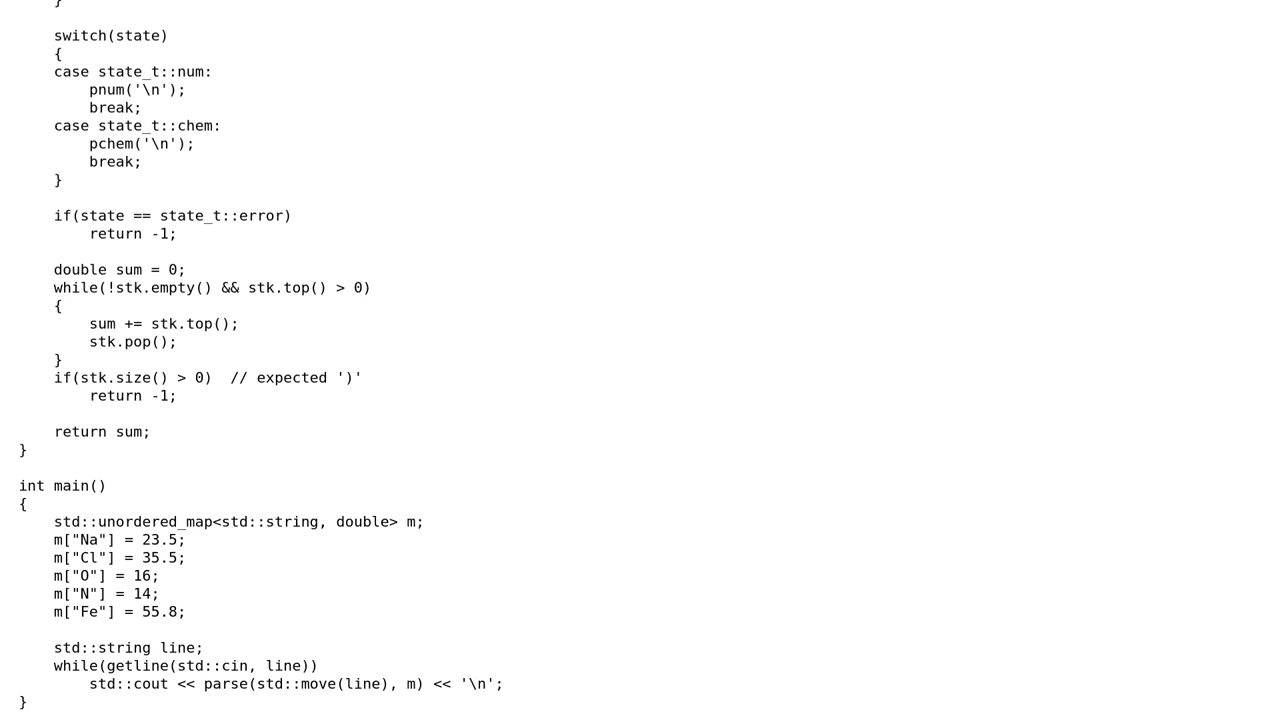 }

    switch(state)
    {
    case state_t::num:
        pnum('\n');
        break;
    case state_t::chem:
        pchem('\n');
        break;
    }

    if(state == state_t::error)
        return -1;

    double sum = 0;
    while(!stk.empty() && stk.top() > 0)
    {
        sum += stk.top();
        stk.pop();
    }
    if(stk.size() > 0)  // expected ')'
        return -1;

    return sum;
}

int main()
{
    std::unordered_map<std::string, double> m;
    m["Na"] = 23.5;
    m["Cl"] = 35.5;
    m["O"] = 16;
    m["N"] = 14;
    m["Fe"] = 55.8;

    std::string line;
    while(getline(std::cin, line))
        std::cout << parse(std::move(line), m) << '\n';
}